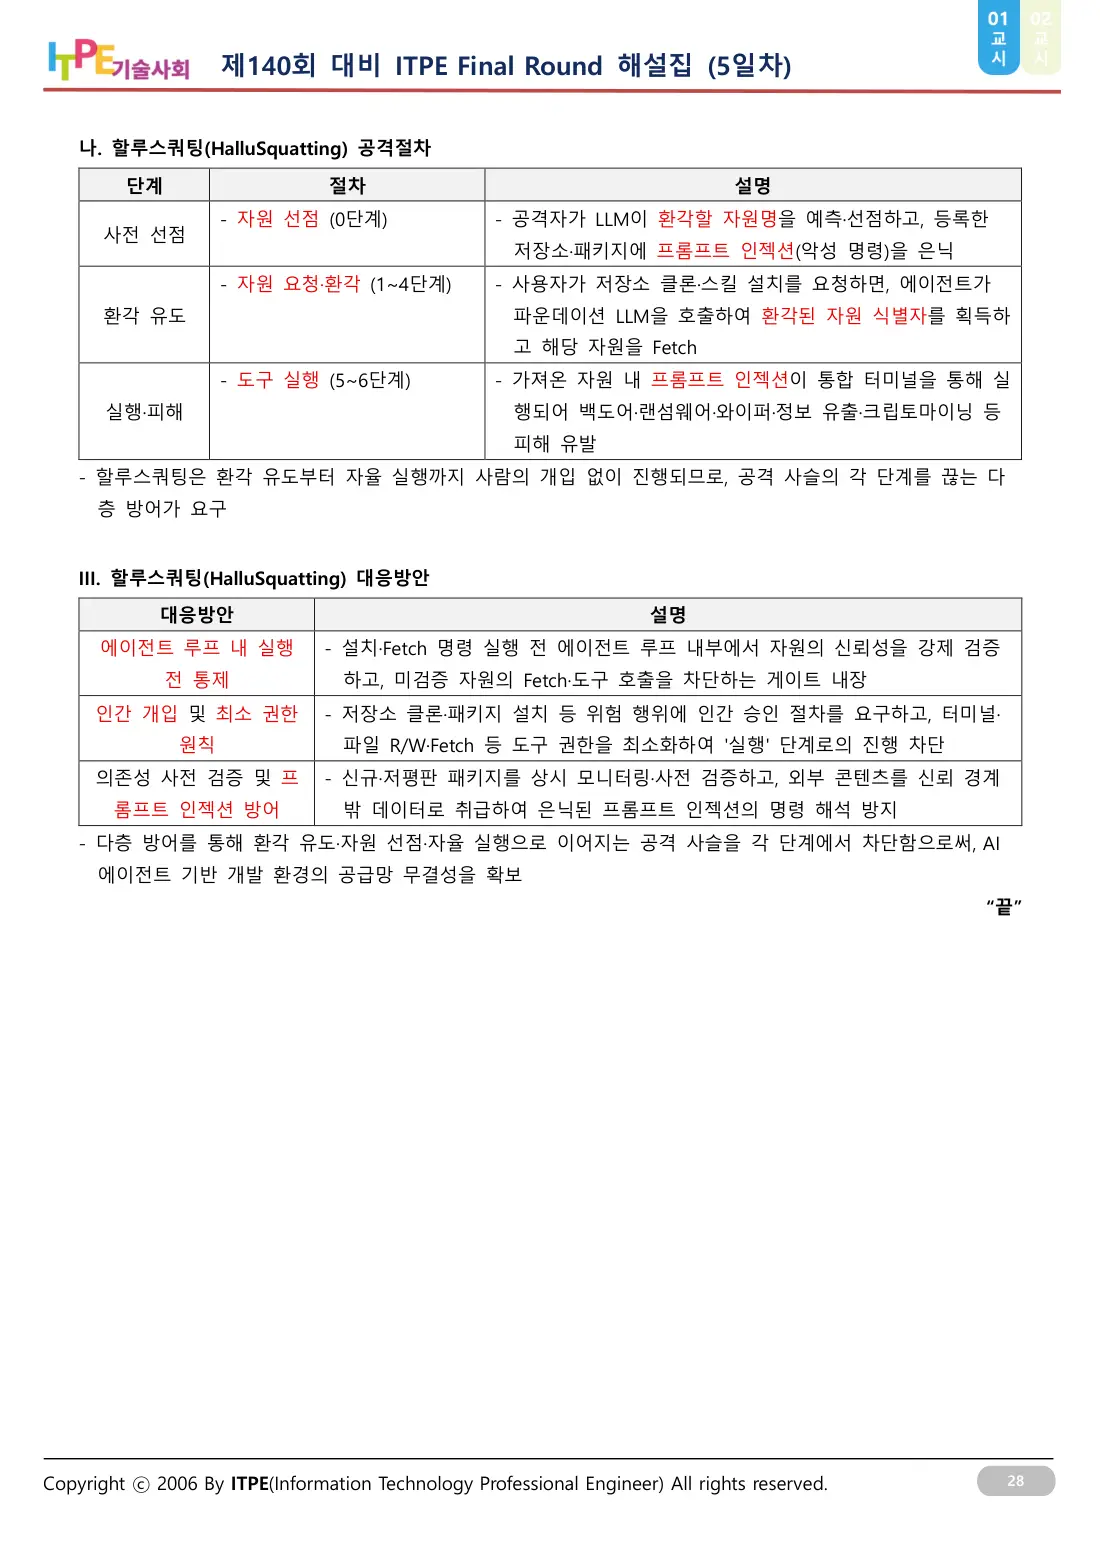 ITPE기술사회 제140회 대비 ITPE Final Round 해설집 (5일차)
01
교
시
02
교
시
나. 할루스쿼팅(HalluSquatting) 공격절차
단계 절차 설명
사전 선점
- 자원 선점 (0단계)
- 공격자가 LLM이 환각할 자원명을 예측·선점하고, 등록한
저장소·패키지에 프롬프트 인젝션(악성 명령)을 은닉
환각 유도
- 자원 요청·환각 (1~4단계)
- 사용자가 저장소 클론·스킬 설치를 요청하면, 에이전트가
파운데이션 LLM을 호출하여 환각된 자원 식별자를 획득하
고 해당 자원을 Fetch
실행·피해
- 도구 실행 (5~6단계)
- 가져온 자원 내 프롬프트 인젝션이 통합 터미널을 통해 실
행되어 백도어·랜섬웨어·와이퍼·정보 유출·크립토마이닝 등
피해 유발
- 할루스쿼팅은 환각 유도부터 자율 실행까지 사람의 개입 없이 진행되므로, 공격 사슬의 각 단계를 끊는 다
층 방어가 요구
III. 할루스쿼팅(HalluSquatting) 대응방안
대응방안 설명
에이전트 루프 내 실행
전 통제
- 설치·Fetch 명령 실행 전 에이전트 루프 내부에서 자원의 신뢰성을 강제 검증
하고, 미검증 자원의 Fetch·도구 호출을 차단하는 게이트 내장
인간 개입 및 최소 권한
원칙
- 저장소 클론·패키지 설치 등 위험 행위에 인간 승인 절차를 요구하고, 터미널·
파일 R/W·Fetch 등 도구 권한을 최소화하여 '실행' 단계로의 진행 차단
의존성 사전 검증 및 프
롬프트 인젝션 방어
- 신규·저평판 패키지를 상시 모니터링·사전 검증하고, 외부 콘텐츠를 신뢰 경계
밖 데이터로 취급하여 은닉된 프롬프트 인젝션의 명령 해석 방지
- 다층 방어를 통해 환각 유도·자원 선점·자율 실행으로 이어지는 공격 사슬을 각 단계에서 차단함으로써, AI
에이전트 기반 개발 환경의 공급망 무결성을 확보
“끝”
Copyright ⓒ 2006 By ITPE(Information Technology Professional Engineer) All rights reserved.
28